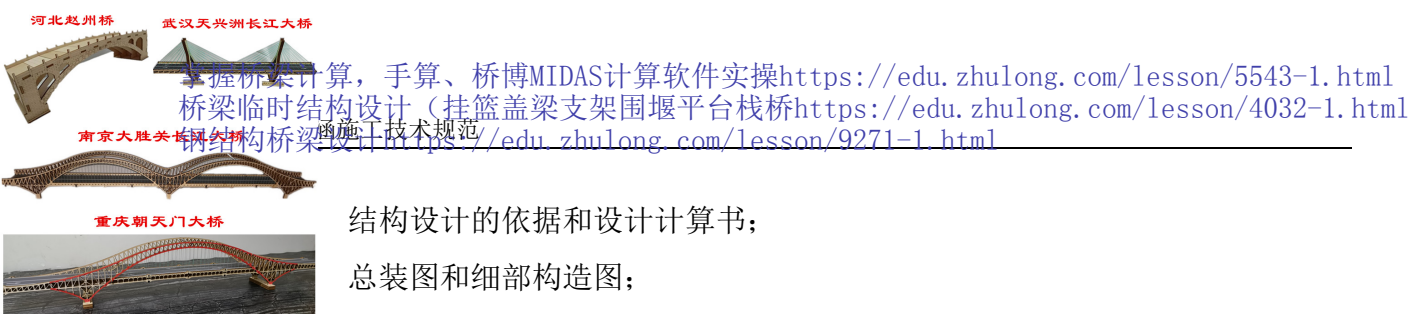 河北赵州桥
武汉天兴洲长江大桥
掌握桥梁计算，手算、桥博MIDAS计算软件实操https://edu.zhulong.com/lesson/5543-1.html
桥梁临时结构设计（挂篮盖梁支架围堰平台栈桥https://edu.zhulong.com/lesson/4032-1.html
钢结构桥梁设计https://edu.zhulong.com/lesson/9271-1.html
涵施工技术规范
南京大胜关长江大桥
重庆朝天门大桥
结构设计的依据和设计计算书；
总装图和细部构造图；